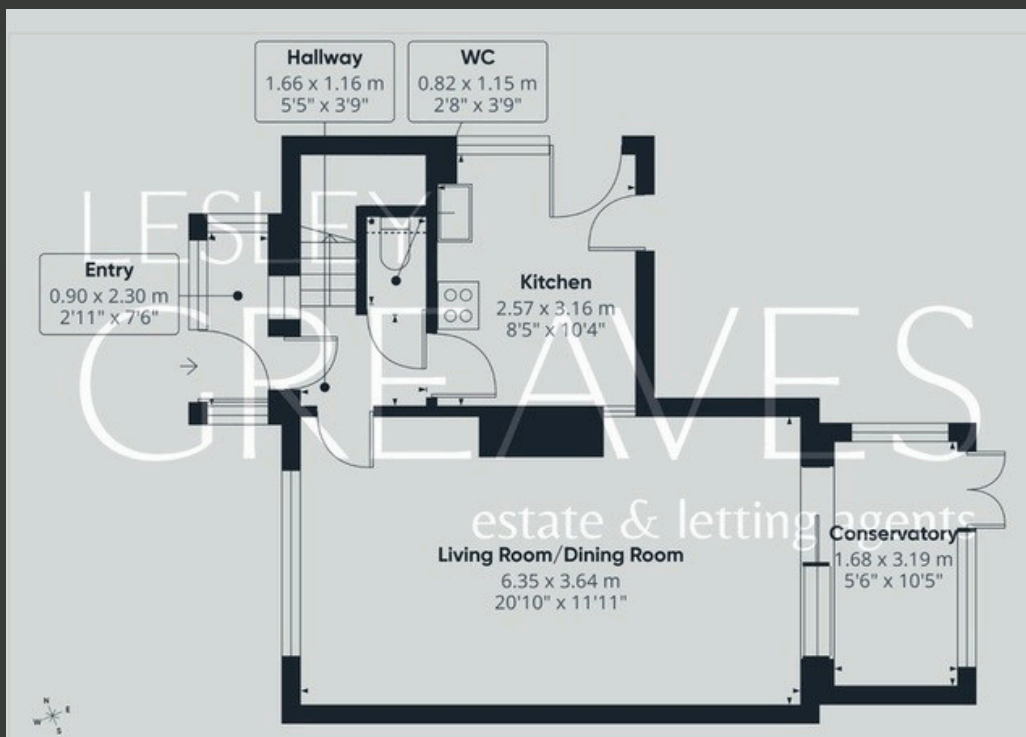 Hallway
1.66 x 1.16 m
5'5" x 3'9"
WC
0.82 x 1.15 m
2'8" x 3'9"
LESLEY
GREAVES
estate & letting agents
Entry
0.90 x 2.30 m
2'11" x 7'6"
Kitchen
2.57 x 3.16 m
8'5" x 10'4"
Living Room/Dining Room
6.35 x 3.64 m
20'10" x 11'11"
Conservatory
1.68 x 3.19 m
5'6" x 10'5"
N
E
W
S